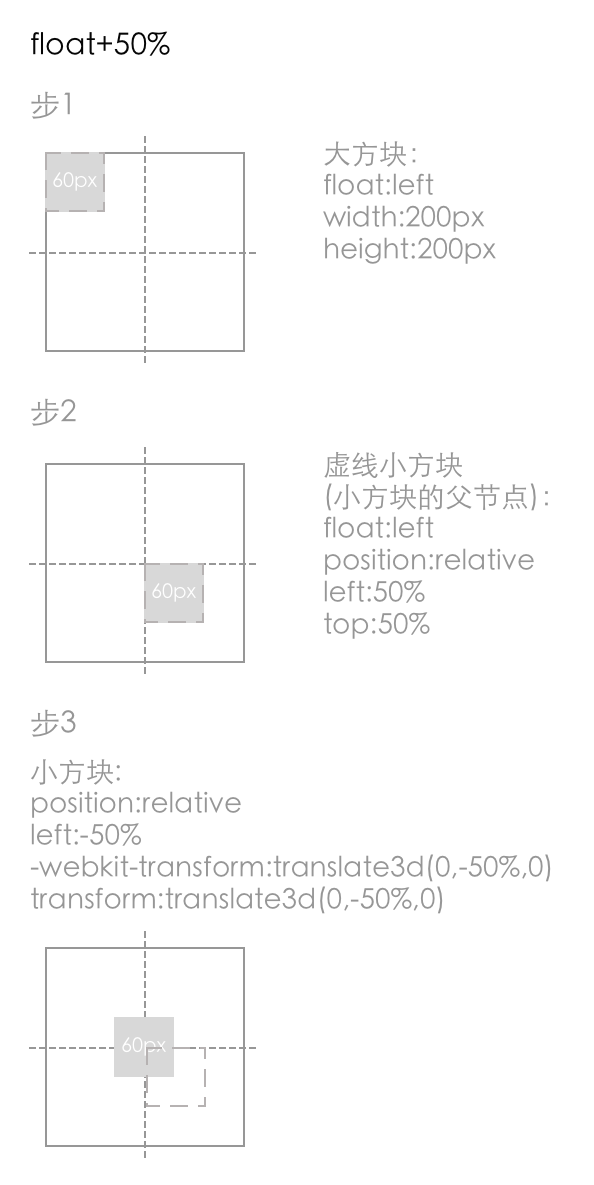 float+50%
步1
60px
大方块：
float:left
width:200px
height:200px
步2
60px
虚线小方块
(小方块的父节点)：
float:left
position:relative
left:50%
top:50%
步3
小方块:
position:relative
left:-50%
-webkit-transform:translate3d(0,-50%,0)
transform:translate3d(0,-50%,0)
60px